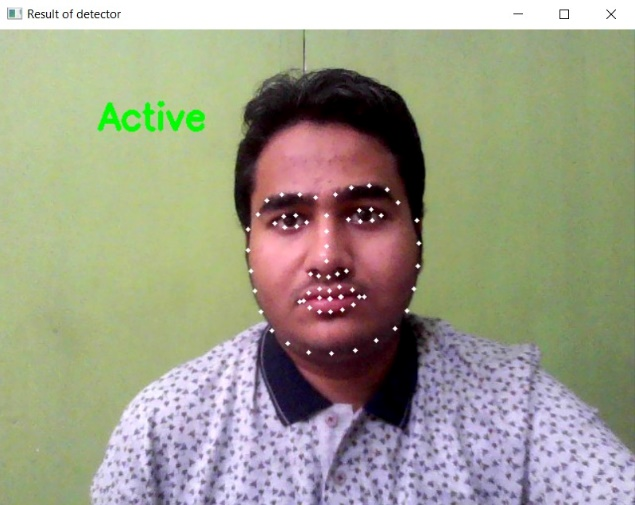 Result of detector
Active